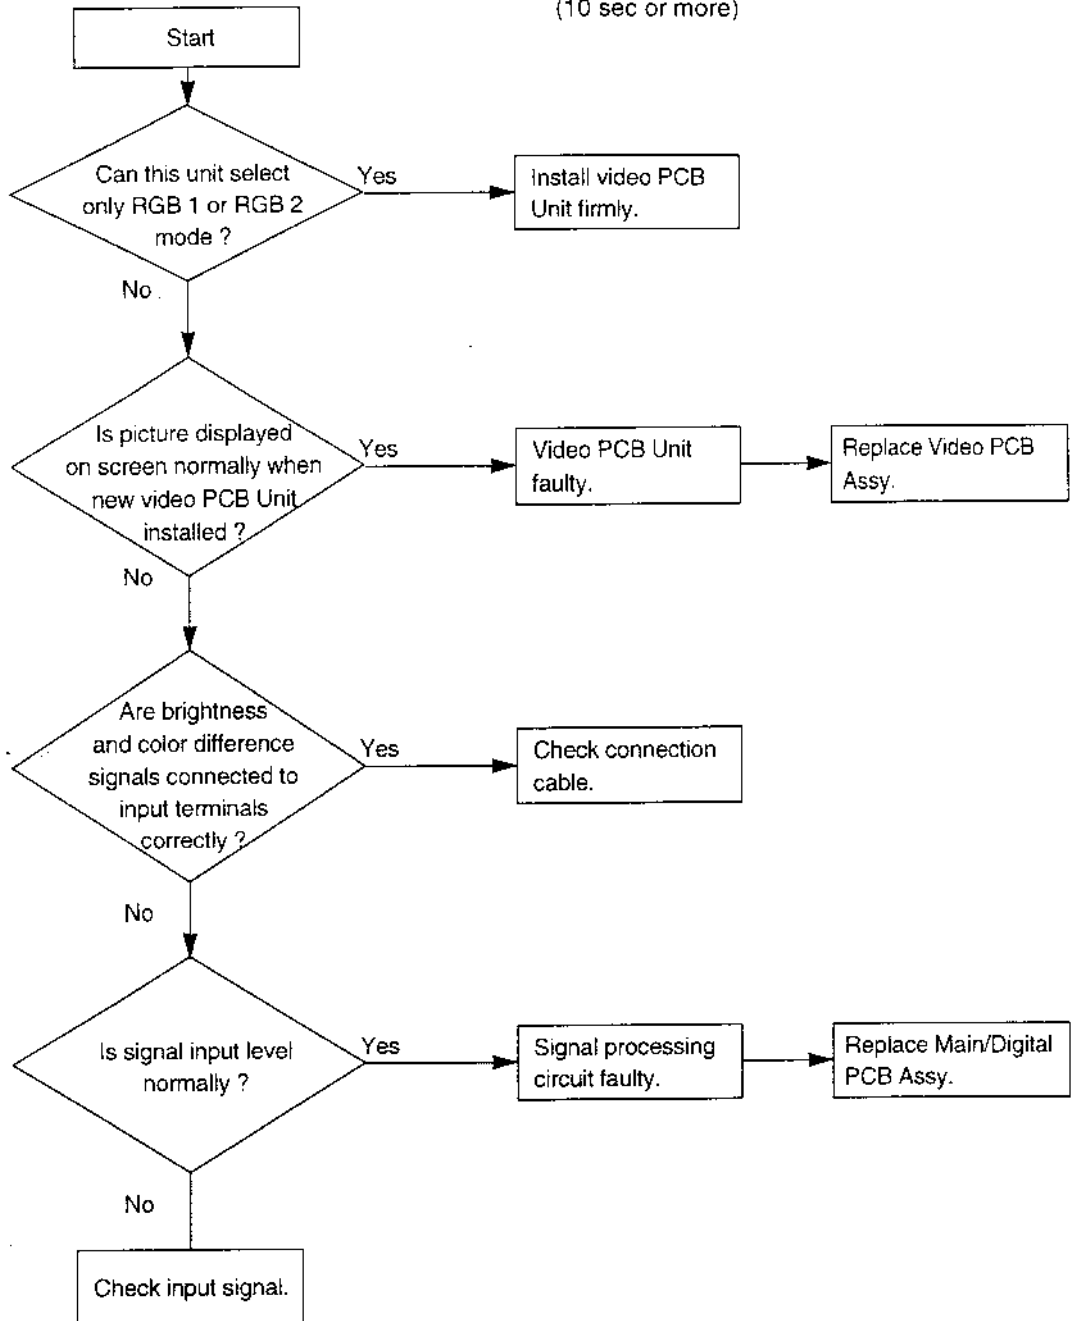 (10 sec or more)
Start
Can this unit select
only RGB 1 or RGB 2
mode ?
Yes
Install video PCB
Unit firmly.
No
Is picture displayed
on screen normally when
new video PCB Unit
installed ?
Yes
Video PCB Unit
faulty.
Replace Video PCB
Assy.
No
Are brightness
and color difference
signals connected to
input terminals
correctly ?
Yes
Check connection
cable.
No
Is signal input level
normally ?
Yes
Signal processing
circuit faulty.
Replace Main/Digital
PCB Assy.
No
Check input signal.